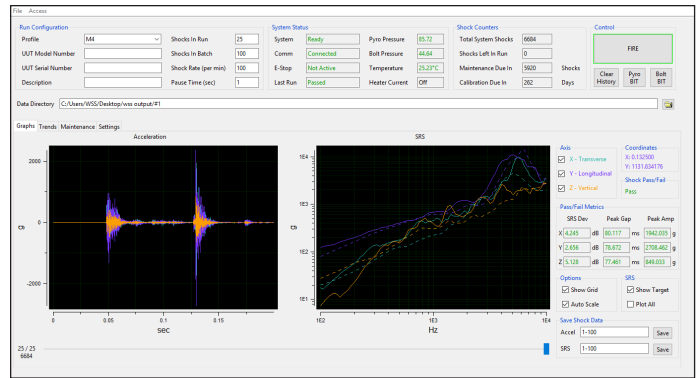 File Access
Run Configuration
Profile M4 Shocks In Run 25
UUT Model Number Shocks In Batch 100
UUT Serial Number Shock Rate (per min) 100
Description Pause Time (sec) 1
System Status
System Ready Pyro Pressure 85.72
Comm Connected Bolt Pressure 44.64
E-Stop Not Active Temperature 25.23°C
Last Run Passed Heater Current Off
Shock Counters
Total System Shocks 6684
Shocks Left In Run 0
Maintenance Due In 5920 Shocks
Calibration Due In 262 Days
Control
FIRE
Clear History
Pyro BIT
Bolt BIT
Data Directory C:/Users/WSS/Desktop/wss output/#1
Graphs Trends Maintenance Settings
Acceleration
2000
0
-2000
g
0 0.05 0.1 0.15
sec
SRS
1E4
1E3
1E2
1E1
g
1E2 1E3 1E4
Hz
25 / 25
6684
Axis
X - Transverse
Y - Longitudinal
Z - Vertical
Coordinates
X: 0.132500
Y: 1131.634176
Shock Pass/Fail
Pass
Pass/Fail Metrics
SRS Dev Peak Gap Peak Amp
X 4.245 dB 80.117 ms 1942.035 g
Y 2.656 dB 78.672 ms 2708.462 g
Z 5.128 dB 77.461 ms 849.033 g
Options
Show Grid
Auto Scale
SRS
Show Target
Plot All
Save Shock Data
Accel 1-100 Save
SRS 1-100 Save